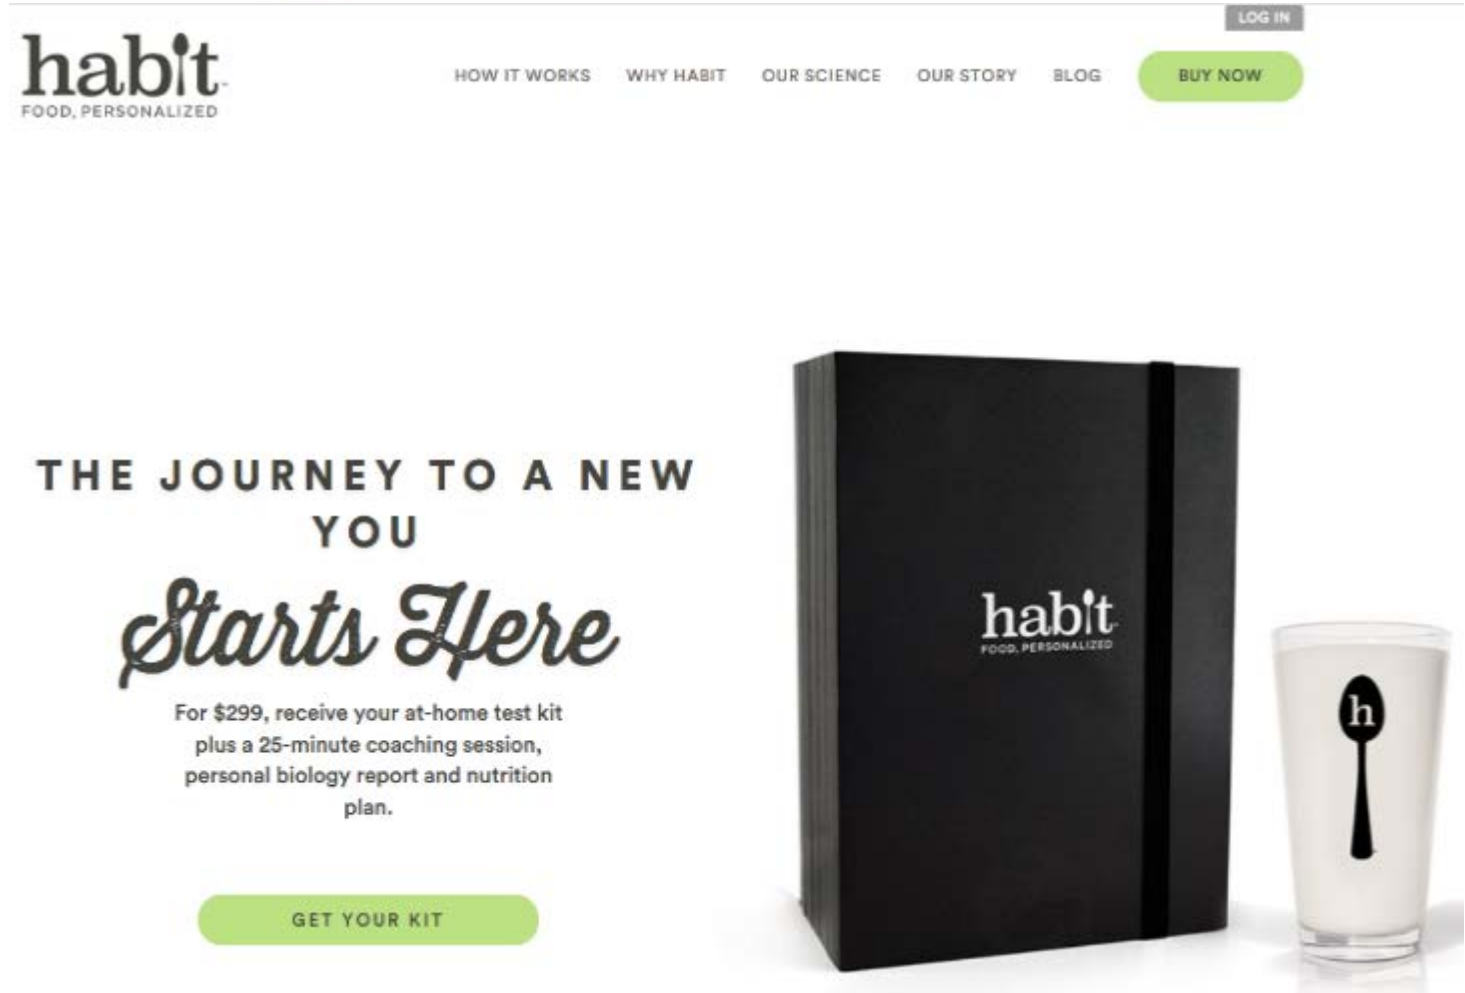 LOG IN
habit
FOOD, PERSONALIZED
HOW IT WORKS WHY HABIT OUR SCIENCE OUR STORY BLOG BUY NOW
THE JOURNEY TO A NEW
YOU
Starts Here
For $299, receive your at-home test kit
plus a 25-minute coaching session,
personal biology report and nutrition
plan.
GET YOUR KIT
habit
FOOD, PERSONALIZED
h